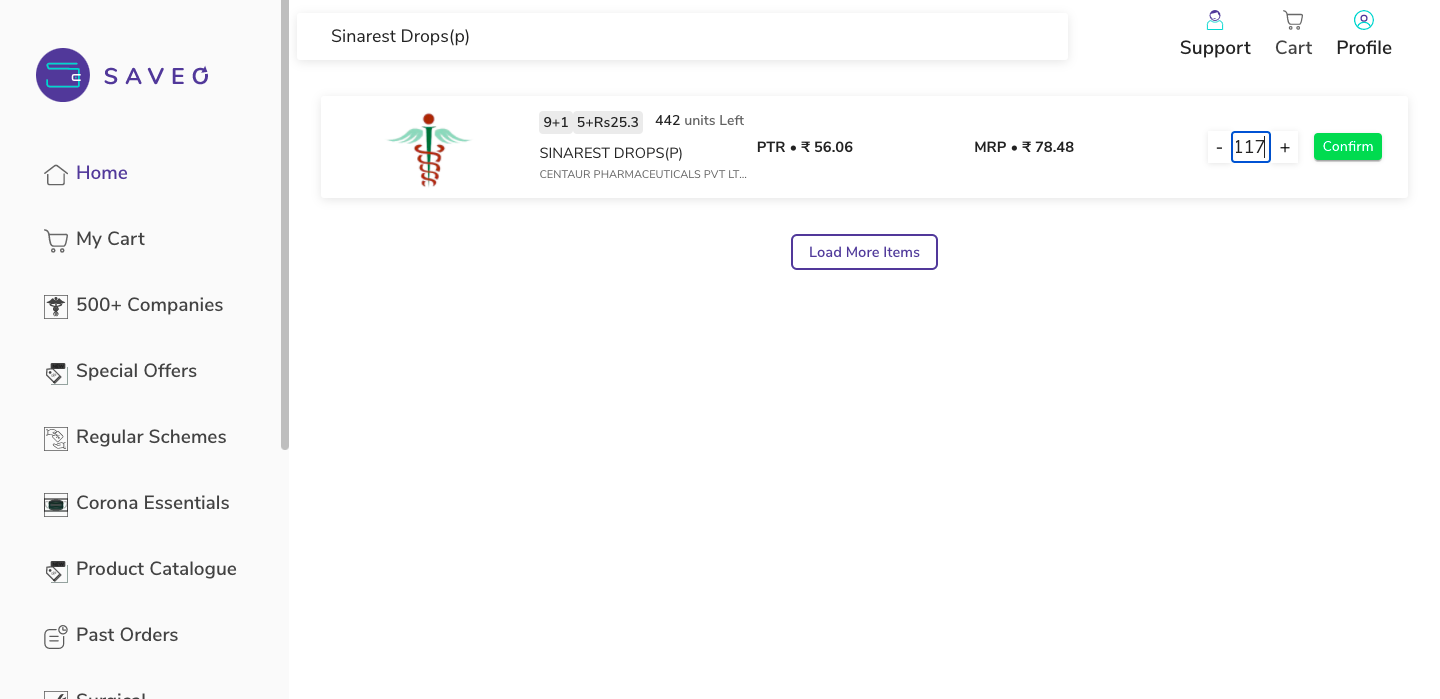 Sinarest Drops(p)
Support
Cart
Profile
SAVEO
Home
My Cart
500+ Companies
Special Offers
Regular Schemes
Corona Essentials
Product Catalogue
Past Orders
Surgical
9+1 5+Rs25.3 442 units Left
SINAREST DROPS(P)
CENTAUR PHARMACEUTICALS PVT LT...
PTR • ₹ 56.06
MRP • ₹ 78.48
- 117 +
Confirm
Load More Items